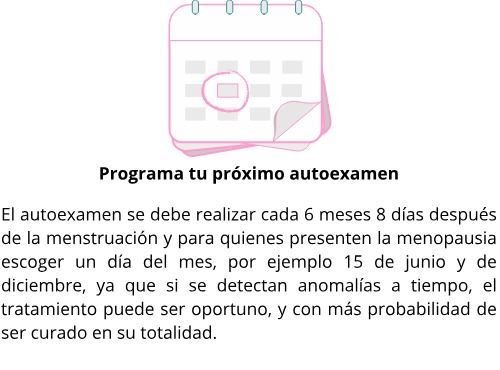 Programa tu próximo autoexamen
El autoexamen se debe realizar cada 6 meses 8 días después
de la menstruación y para quienes presenten la menopausia
escoger un día del mes, por ejemplo 15 de junio y de
diciembre, ya que si se detectan anomalías a tiempo, el
tratamiento puede ser oportuno, y con más probabilidad de
ser curado en su totalidad.